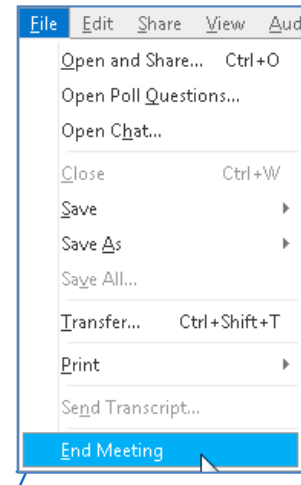 File Edit Share View Aud
Open and Share... Ctrl+O
Open Poll Questions...
Open Chat...
Close Ctrl+W
Save
Save As
Save All...
Transfer... Ctrl+Shift+T
Print
Send Transcript...
End Meeting